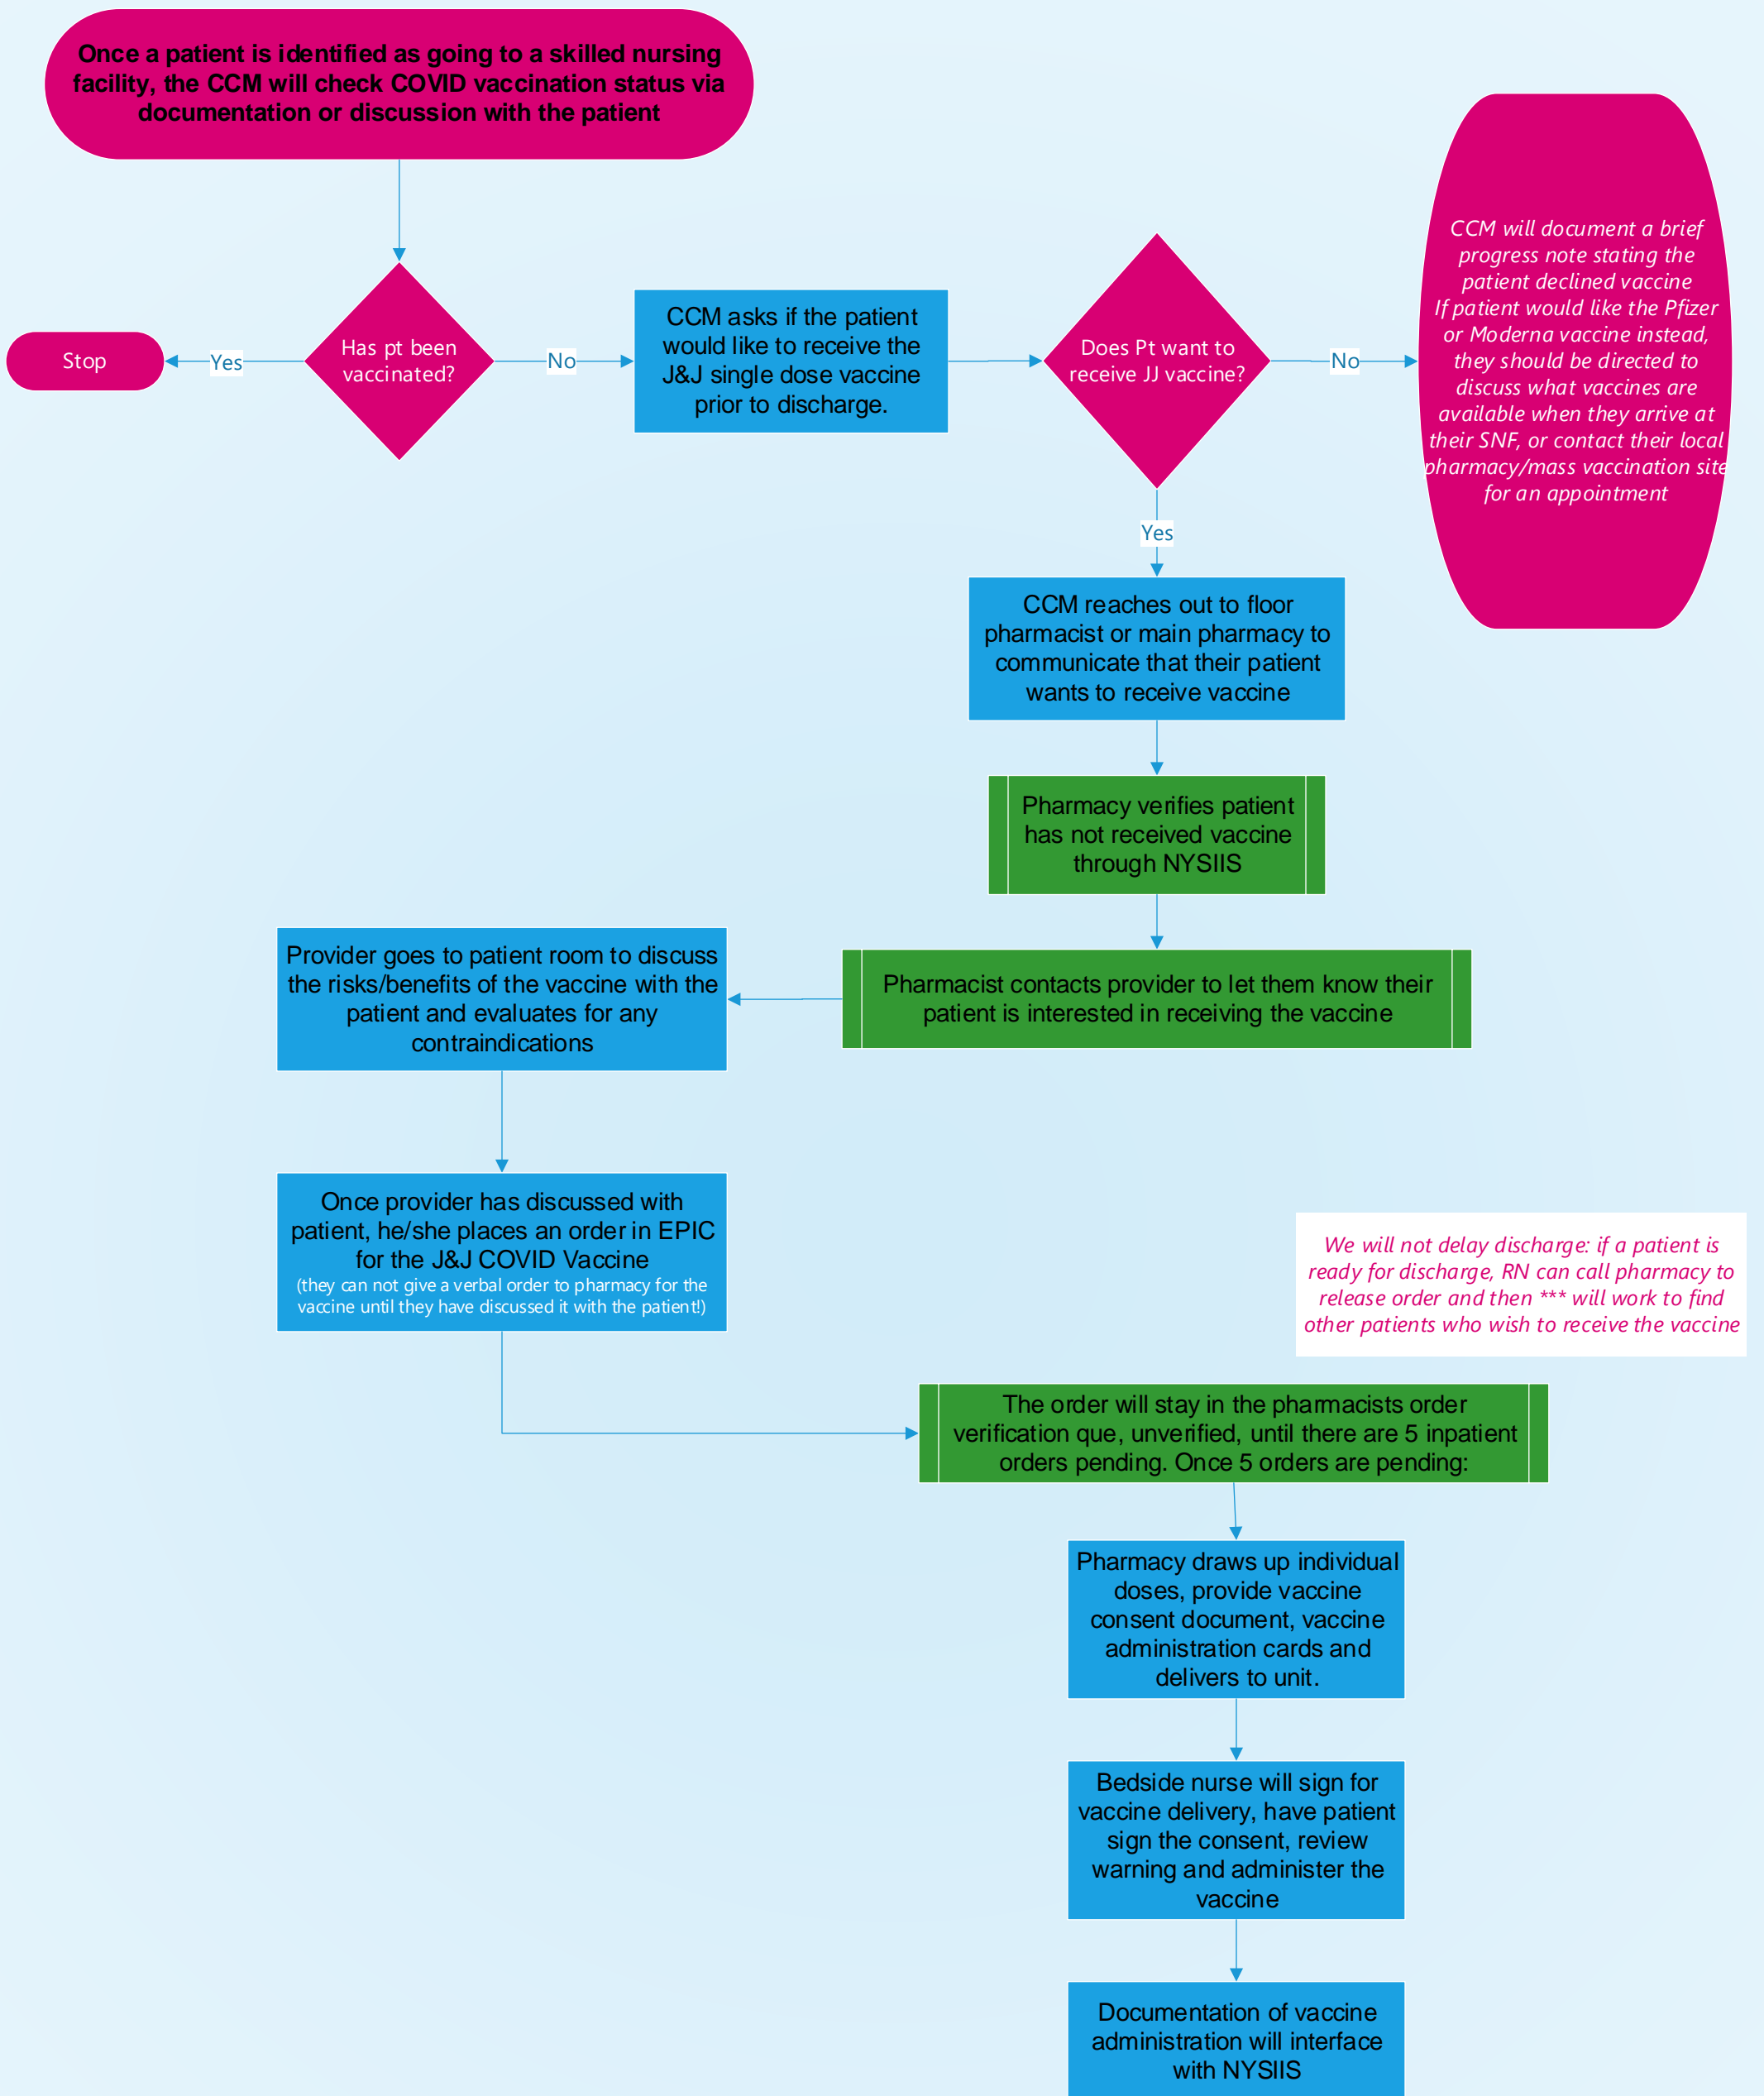 Once a patient is identified as going to a skilled nursing
facility, the CCM will check COVID vaccination status via
documentation or discussion with the patient
Has pt been
vaccinated?
Yes
Stop
No
CCM asks if the patient
would like to receive the
J&J single dose vaccine
prior to discharge.
Does Pt want to
receive JJ vaccine?
No
CCM will document a brief
progress note stating the
patient declined vaccine
If patient would like the Pfizer
or Moderna vaccine instead,
they should be directed to
discuss what vaccines are
available when they arrive at
their SNF, or contact their local
pharmacy/mass vaccination site
for an appointment
Yes
CCM reaches out to floor
pharmacist or main pharmacy to
communicate that their patient
wants to receive vaccine
Pharmacy verifies patient
has not received vaccine
through NYSIIS
Pharmacist contacts provider to let them know their
patient is interested in receiving the vaccine
Provider goes to patient room to discuss
the risks/benefits of the vaccine with the
patient and evaluates for any
contraindications
Once provider has discussed with
patient, he/she places an order in EPIC
for the J&J COVID Vaccine
(they can not give a verbal order to pharmacy for the
vaccine until they have discussed it with the patient!)
We will not delay discharge: if a patient is
ready for discharge, RN can call pharmacy to
release order and then *** will work to find
other patients who wish to receive the vaccine
The order will stay in the pharmacists order
verification que, unverified, until there are 5 inpatient
orders pending. Once 5 orders are pending:
Pharmacy draws up individual
doses, provide vaccine
consent document, vaccine
administration cards and
delivers to unit.
Bedside nurse will sign for
vaccine delivery, have patient
sign the consent, review
warning and administer the
vaccine
Documentation of vaccine
administration will interface
with NYSIIS